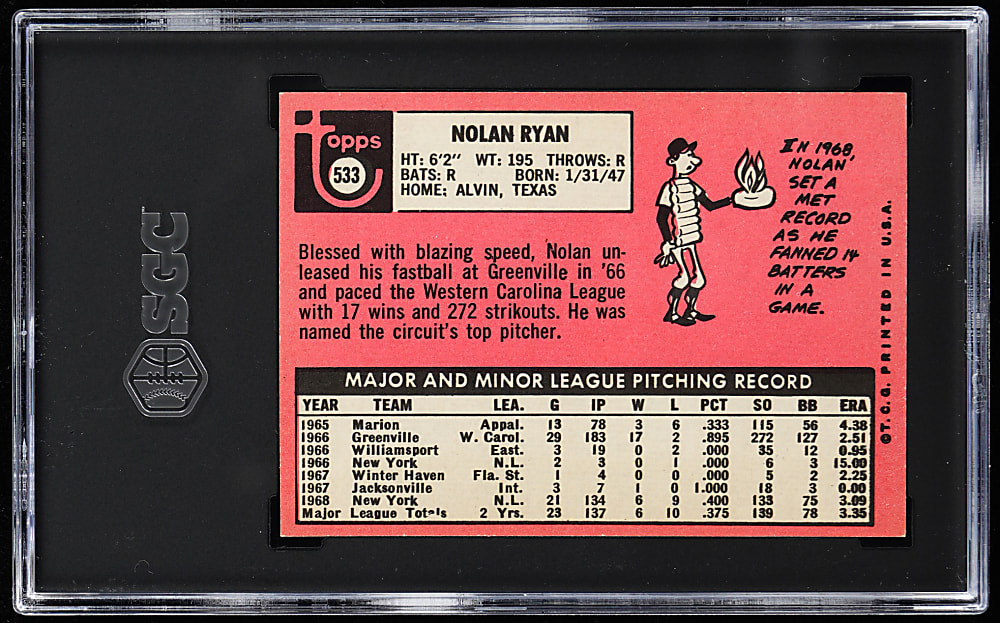 SGC
topps
533
NOLAN RYAN
HT: 6'2" WT: 195 THROWS: R
BATS: R BORN: 1/31/47
HOME: ALVIN, TEXAS
Blessed with blazing speed, Nolan un-
leased his fastball at Greenville in '66
and paced the Western Carolina League
with 17 wins and 272 strikouts. He was
named the circuit's top pitcher.
IN 1968,
NOLAN
SET A
MET
RECORD
AS HE
FANNED 14
BATTERS
IN A
GAME.
©T.C.G. PRINTED IN U.S.A.
MAJOR AND MINOR LEAGUE PITCHING RECORD
YEAR TEAM LEA. G IP W L PCT SO BB ERA
1965 Marion Appal. 13 78 3 6 .333 115 56 4.38
1966 Greenville W. Carol. 29 183 17 2 .895 272 127 2.51
1966 Williamsport East. 3 19 0 2 .000 35 12 0.95
1966 New York N.L. 2 3 0 1 .000 6 3 15.00
1967 Winter Haven Fla. St. 1 4 0 0 .000 5 2 2.25
1967 Jacksonville Int. 3 7 1 0 1.000 18 3 0.00
1968 New York N.L. 21 134 6 9 .400 133 75 3.09
Major League Totals 2 Yrs. 23 137 6 10 .375 139 78 3.35